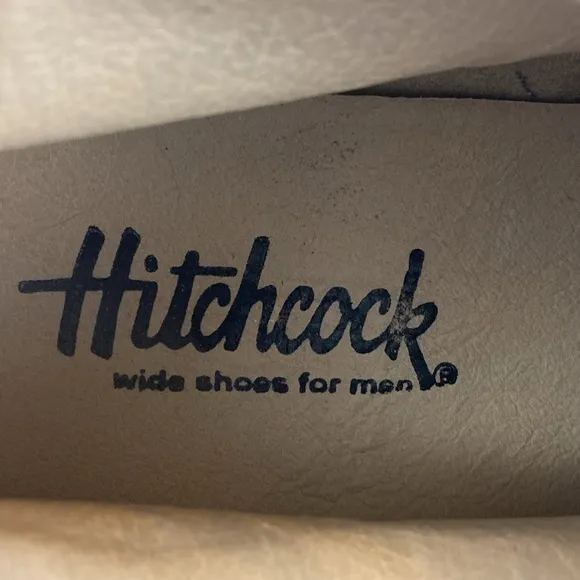 Hitchcock
wide shoes for men®